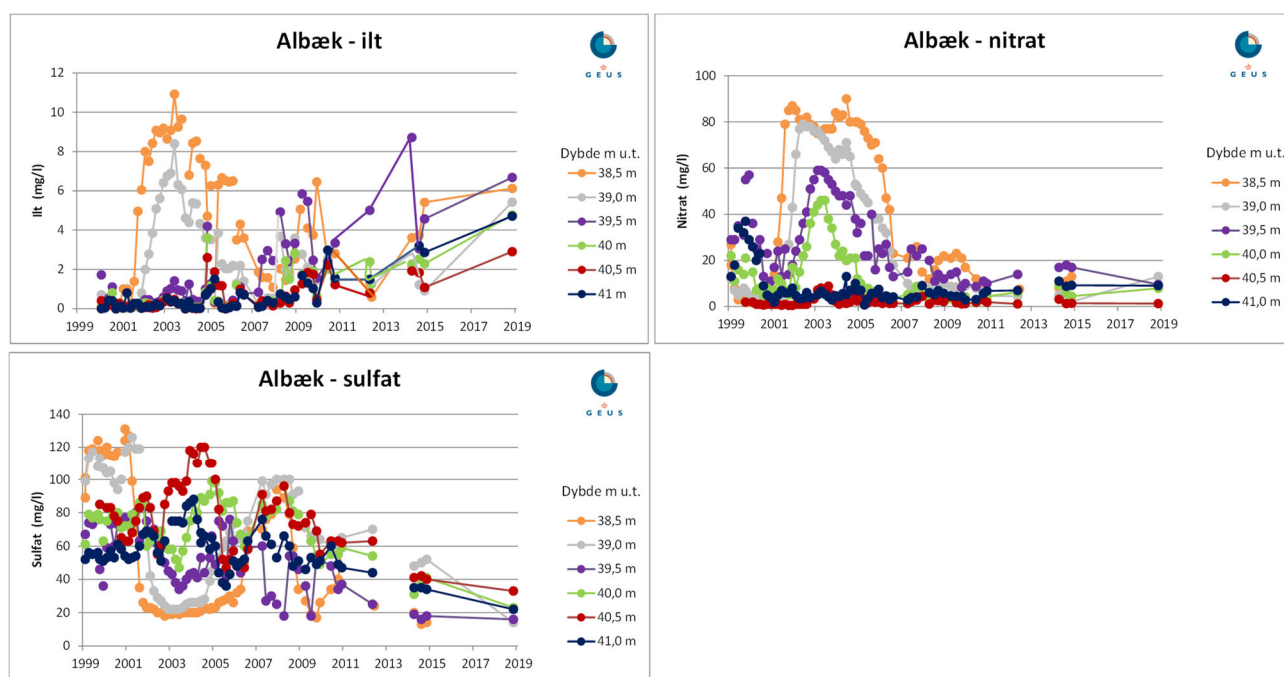 Albæk - ilt
GEUS
Ilt (mg/l)
12
10
8
6
4
2
0
1999 2001 2003 2005 2007 2009 2011 2013 2015 2017 2019
Dybde m u.t.
38,5 m
39,0 m
39,5 m
40 m
40,5 m
41 m
Albæk - nitrat
GEUS
Nitrat (mg/l)
100
80
60
40
20
0
1999 2001 2003 2005 2007 2009 2011 2013 2015 2017 2019
Dybde m u.t.
38,5 m
39,0 m
39,5 m
40,0 m
40,5 m
41,0 m
Albæk - sulfat
GEUS
Sulfat (mg/l)
140
120
100
80
60
40
20
0
1999 2001 2003 2005 2007 2009 2011 2013 2015 2017 2019
Dybde m u.t.
38,5 m
39,0 m
39,5 m
40,0 m
40,5 m
41,0 m